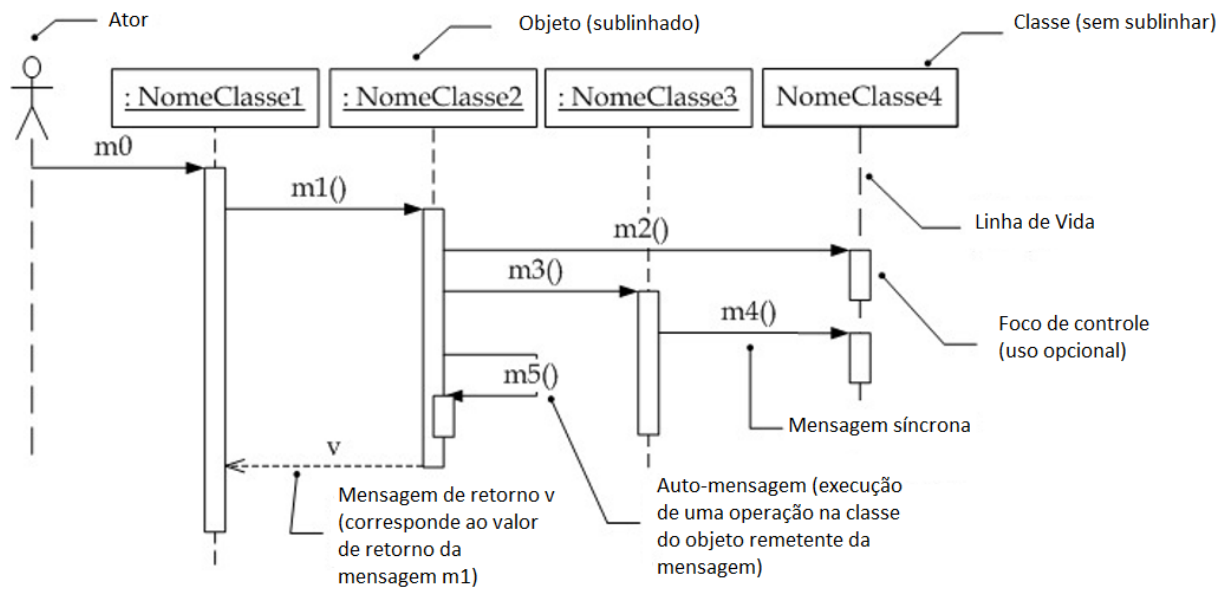 Ator
Objeto (sublinhado)
Classe (sem sublinhar)
: NomeClasse1
: NomeClasse2
: NomeClasse3
NomeClasse4
m0
m1()
Linha de Vida
m2()
m3()
m4()
Foco de controle
(uso opcional)
m5()
Mensagem síncrona
v
Mensagem de retorno v
(corresponde ao valor
de retorno da
mensagem m1)
Auto-mensagem (execução
de uma operação na classe
do objeto remetente da
mensagem)